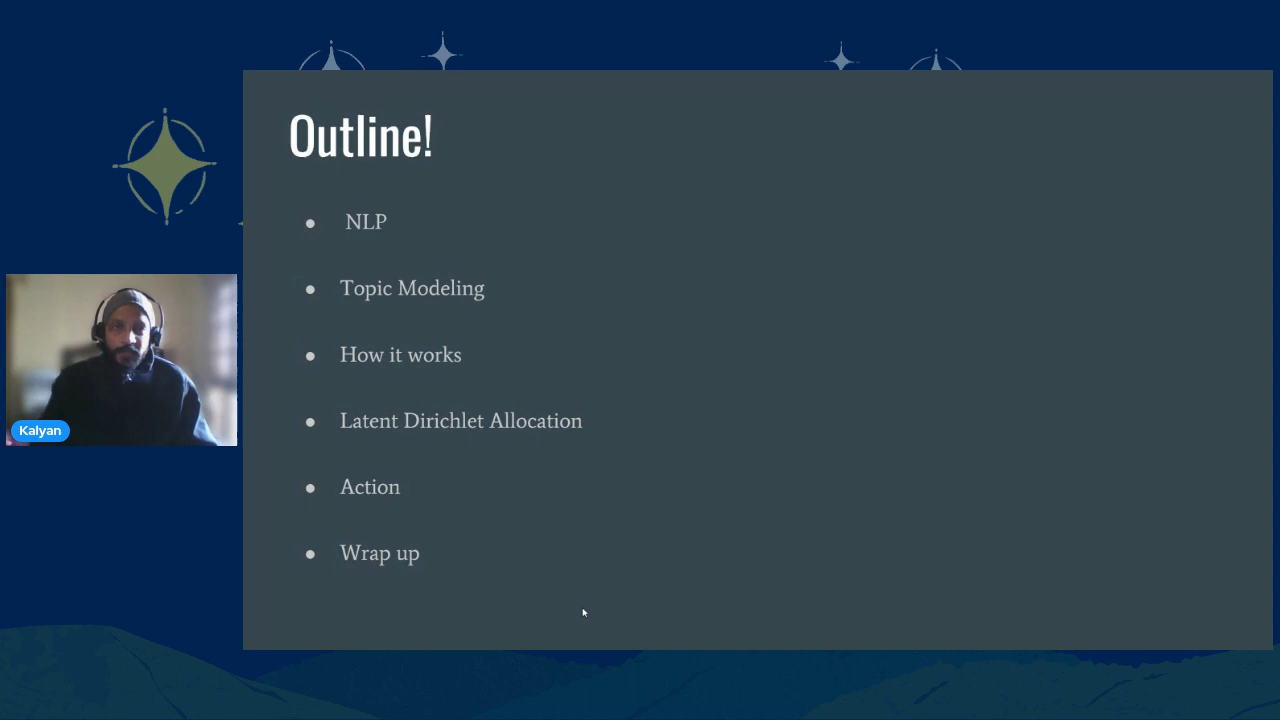 Outline!
NLP
Topic Modeling
How it works
Latent Dirichlet Allocation
Action
Wrap up
Kalyan